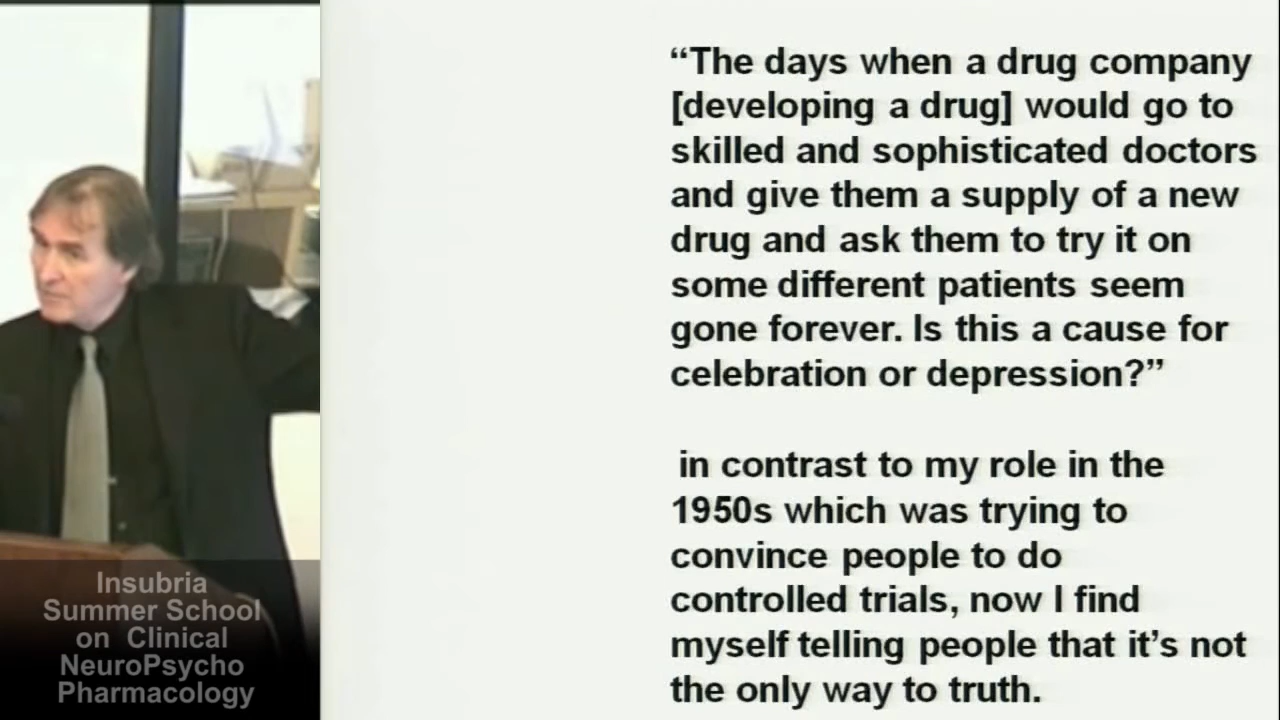 “The days when a drug company
[developing a drug] would go to
skilled and sophisticated doctors
and give them a supply of a new
drug and ask them to try it on
some different patients seem
gone forever. Is this a cause for
celebration or depression?”
in contrast to my role in the
1950s which was trying to
convince people to do
controlled trials, now I find
myself telling people that it’s not
the only way to truth.
Insubria
Summer School
on Clinical
NeuroPsycho
Pharmacology